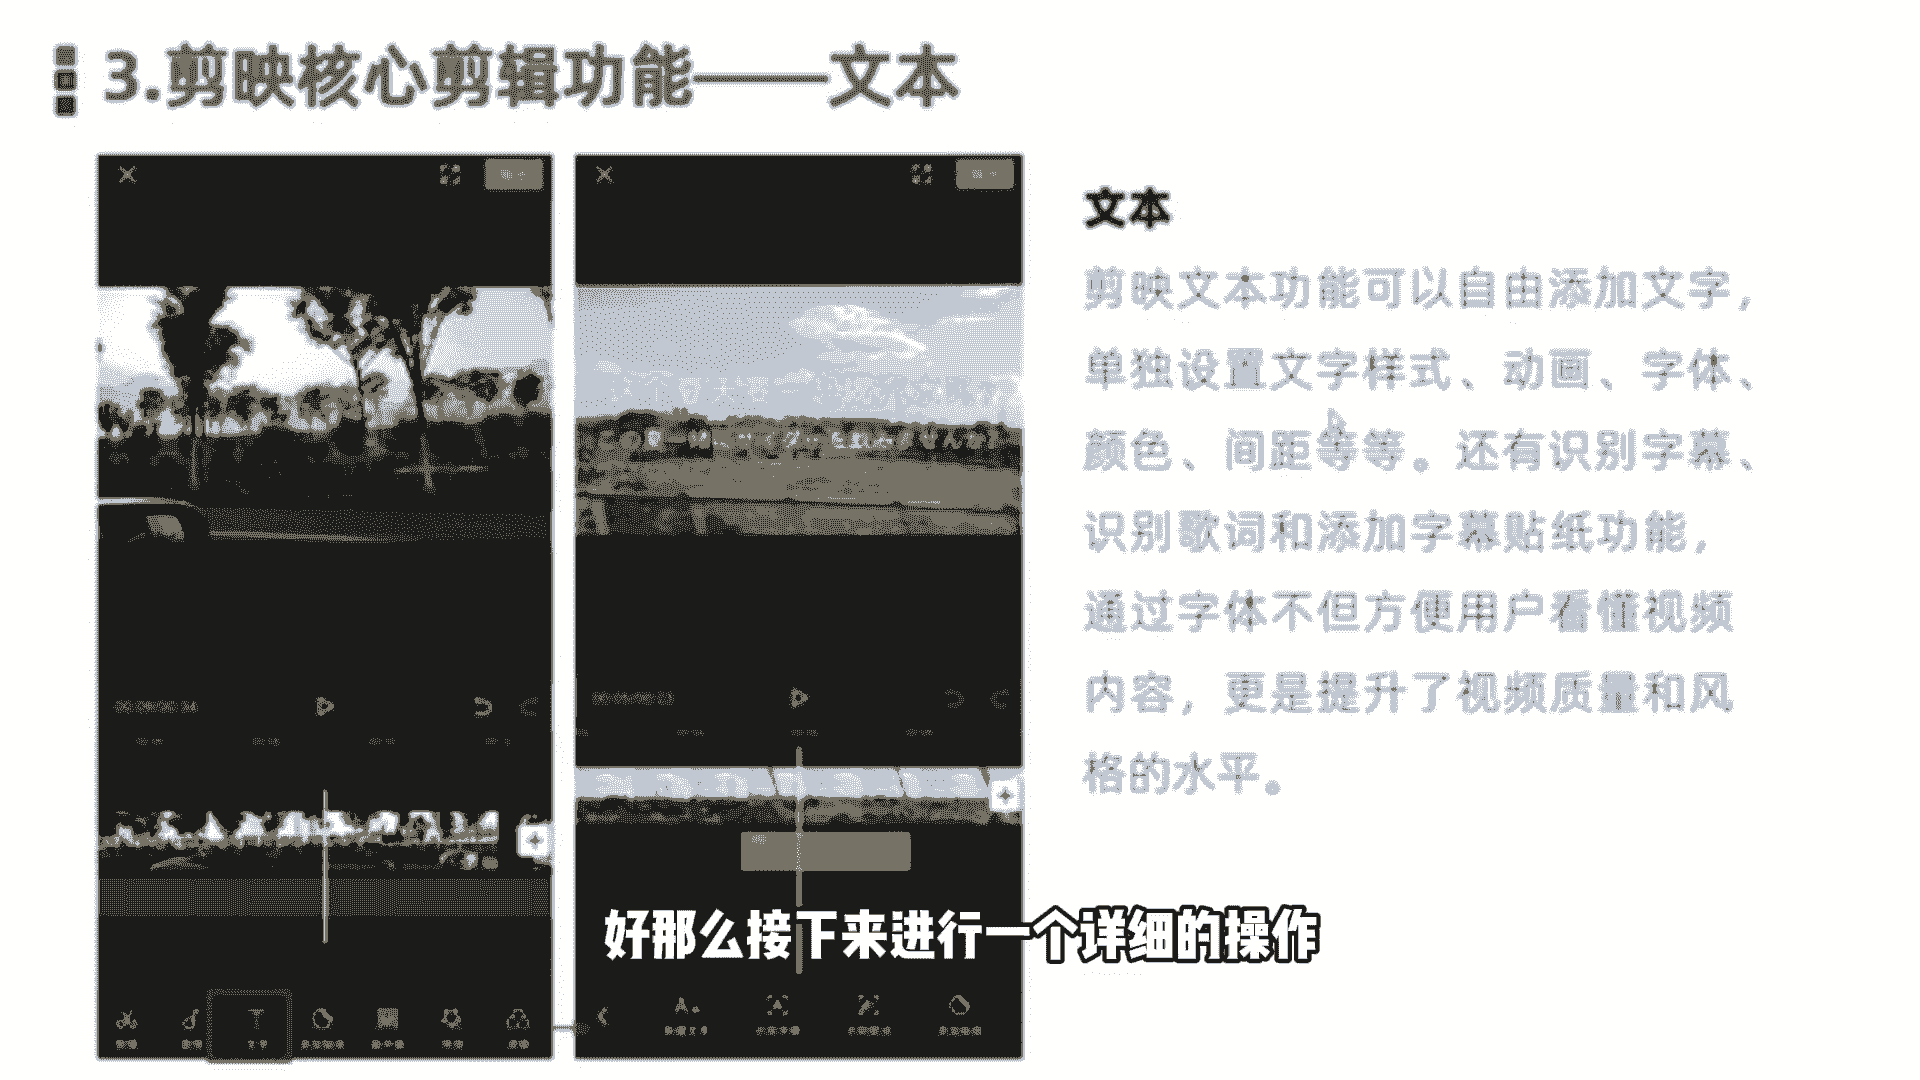 3.剪映核心剪辑功能——文本
文本
剪映文本功能可以自由添加文字，
单独设置文字样式、动画、字体、
颜色、间距等等。还有识别字幕、
识别歌词和添加字幕贴纸功能，
通过字体不但方便用户看懂视频
内容，更是提升了视频质量和风
格的水平。
好那么接下来进行一个详细的操作